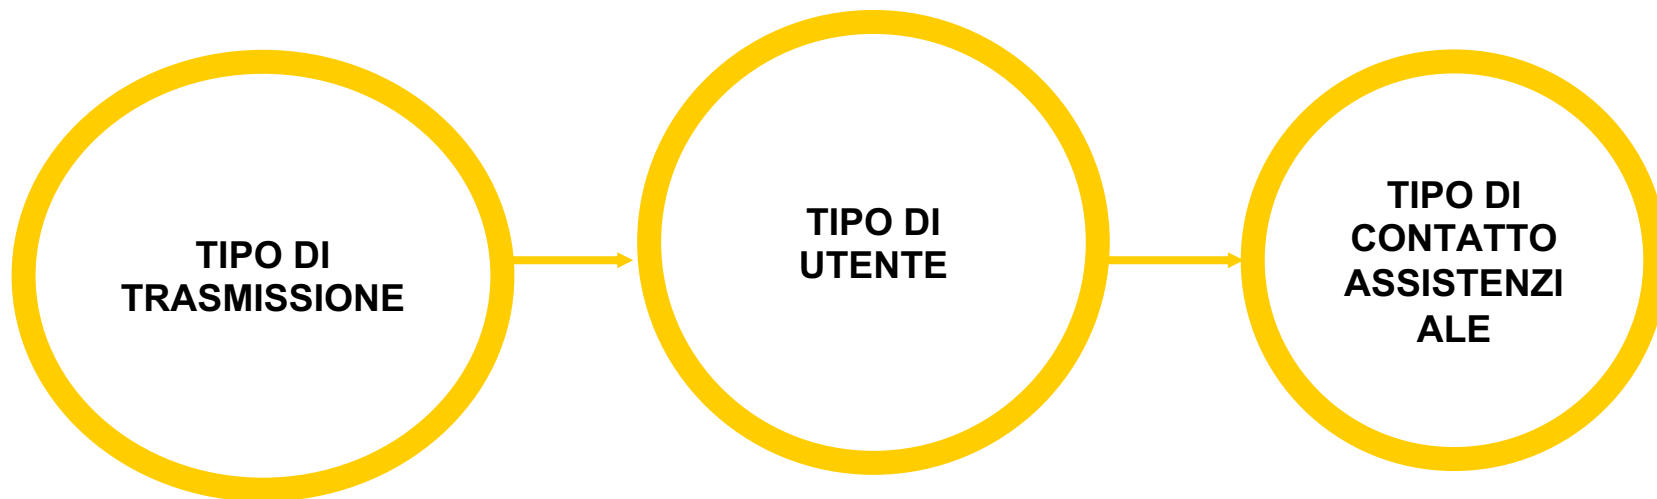 TIPO DI
TRASMISSIONE
TIPO DI
UTENTE
TIPO DI
CONTATTO
ASSISTENZI
ALE